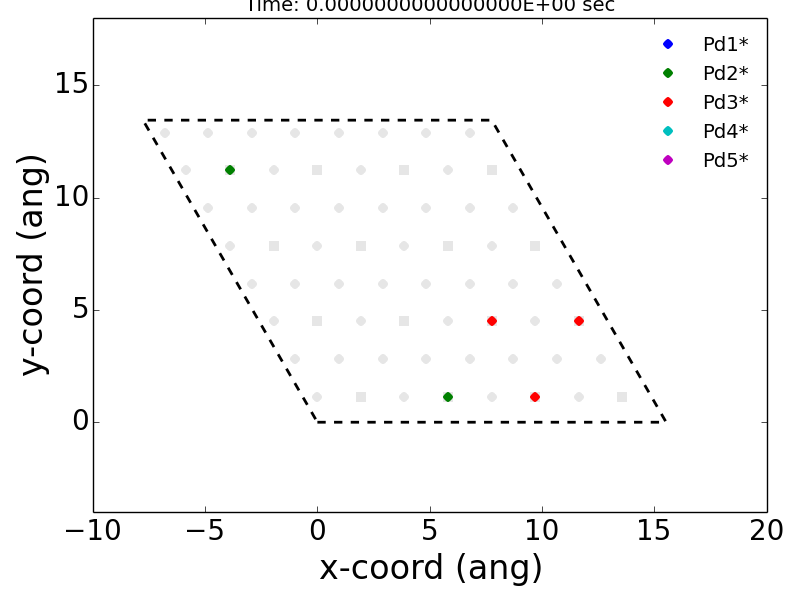 Time: 0.0000000000000000E+00 sec
Pd1*
Pd2*
Pd3*
Pd4*
Pd5*
15
10
5
0
y-coord (ang)
−10 −5 0 5 10 15 20
x-coord (ang)